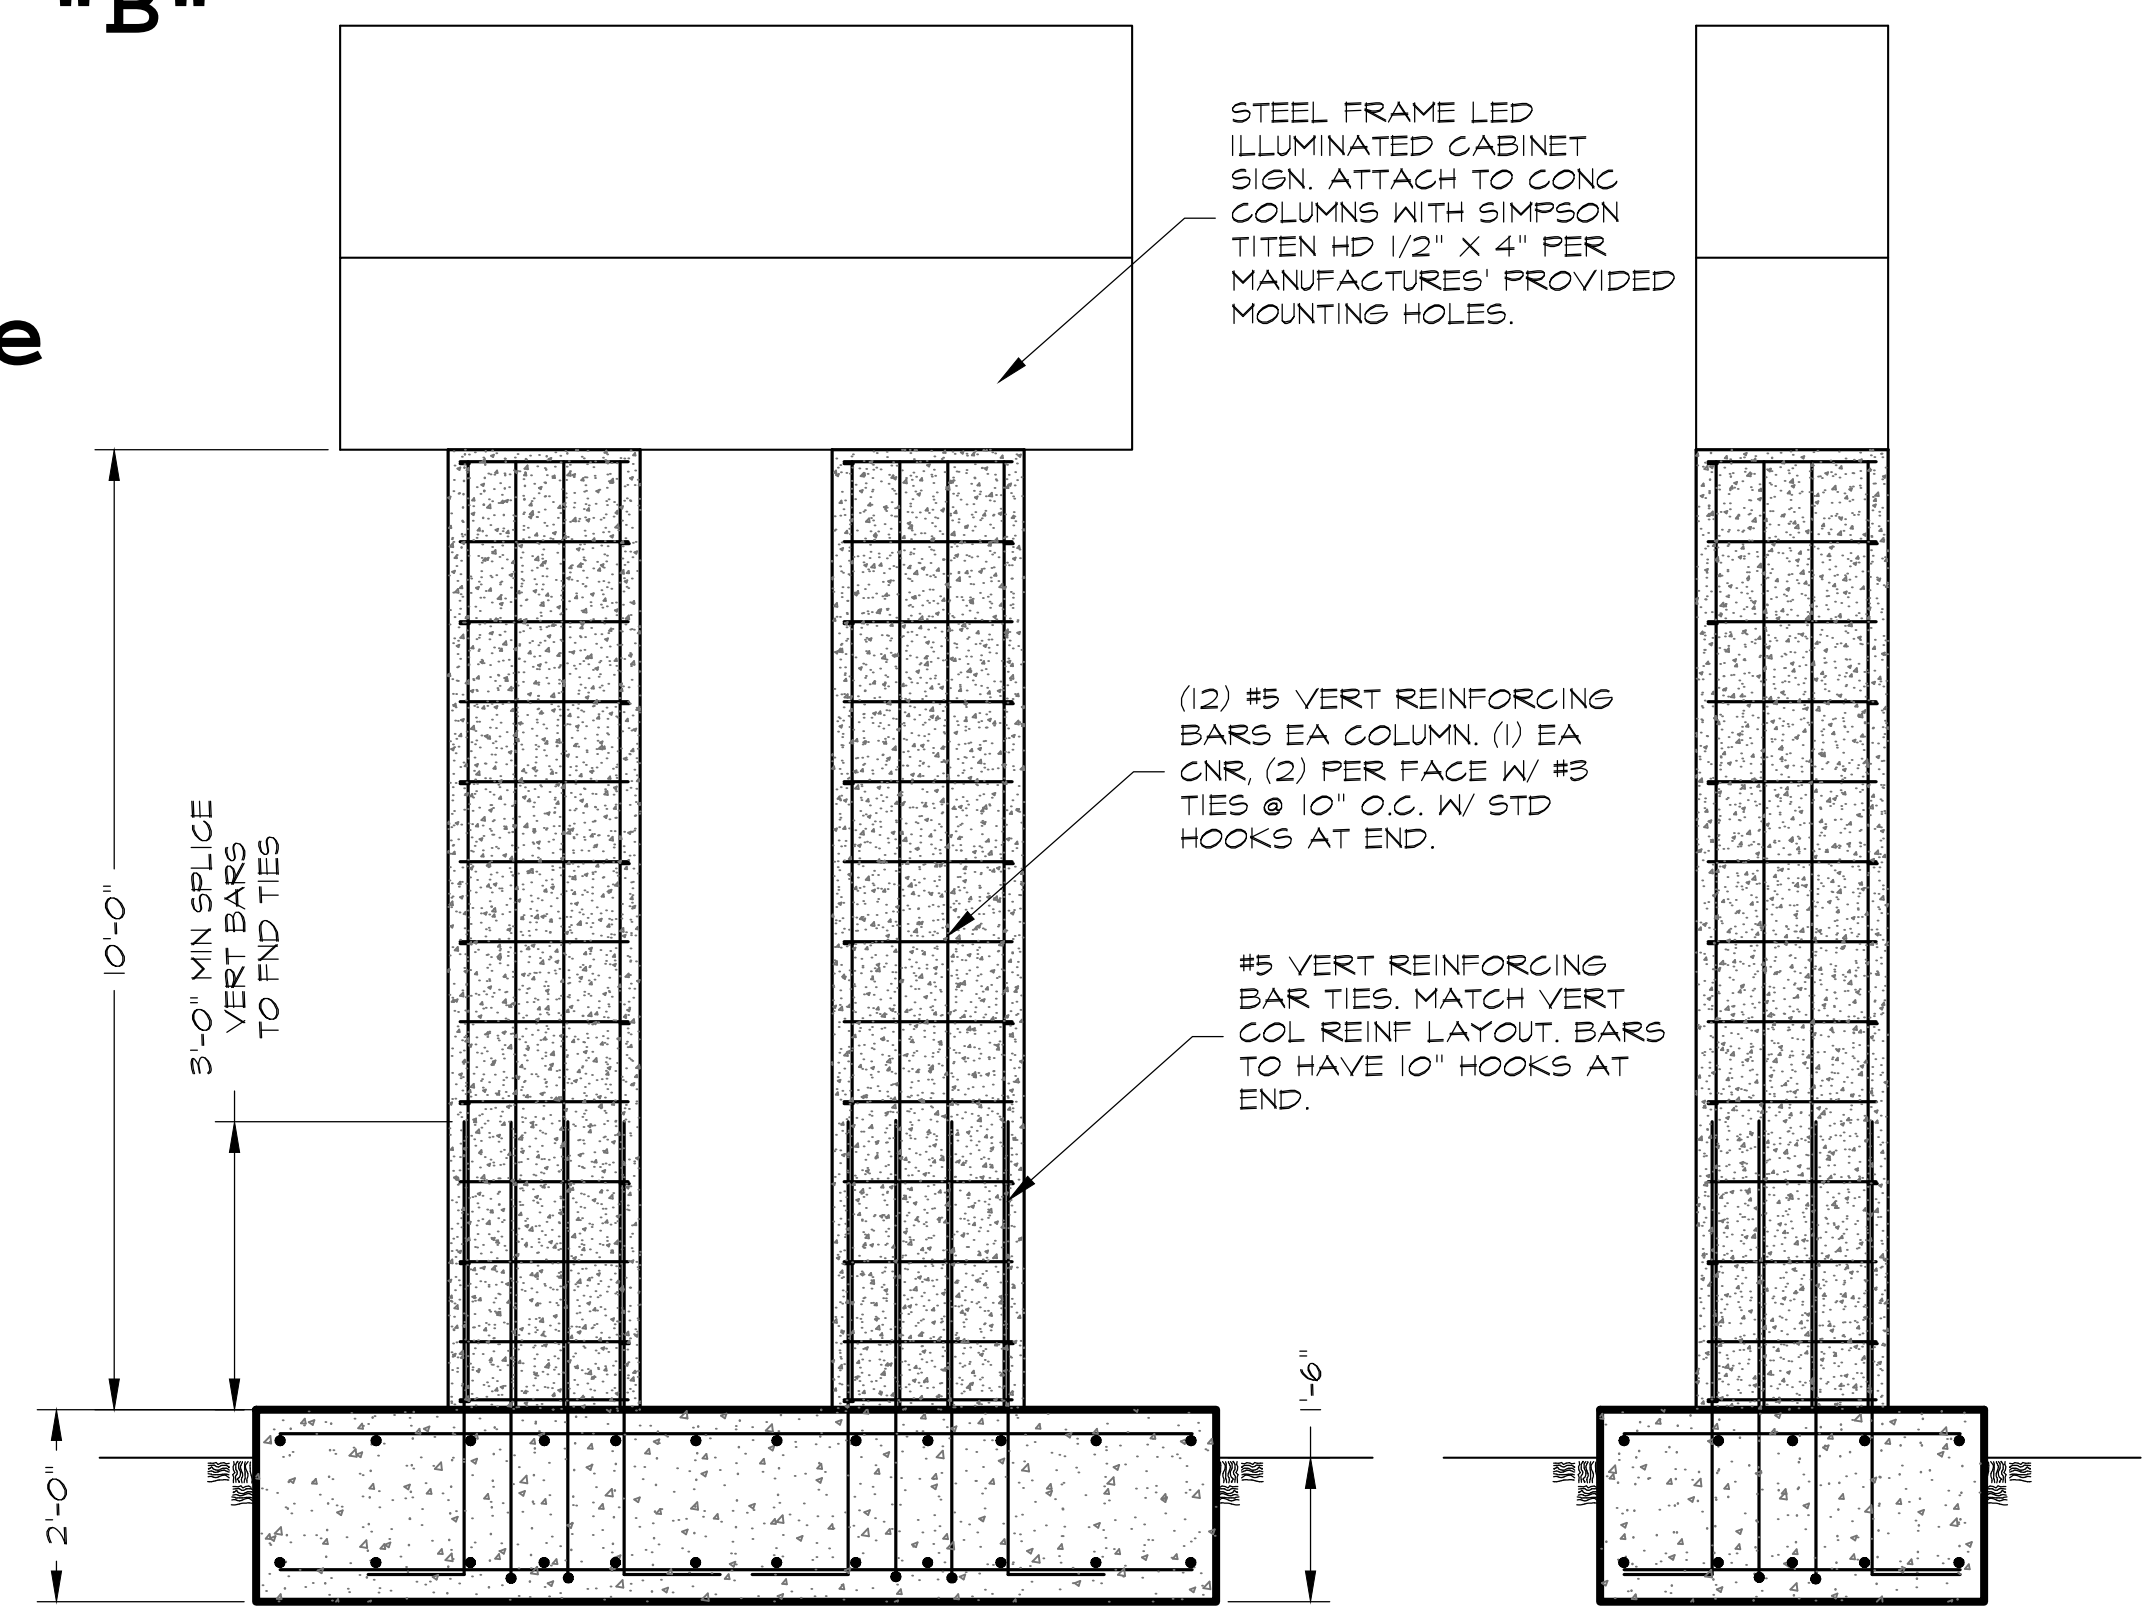 "B"
e
STEEL FRAME LED
ILLUMINATED CABINET
SIGN. ATTACH TO CONC
COLUMNS WITH SIMPSON
TITEN HD 1/2" X 4" PER
MANUFACTURES' PROVIDED
MOUNTING HOLES.
(12) #5 VERT REINFORCING
BARS EA COLUMN. (1) EA
CNR, (2) PER FACE W/ #3
TIES @ 10" O.C. W/ STD
HOOKS AT END.
10'-0"
3'-0" MIN SPLICE
VERT BARS
TO FND TIES
#5 VERT REINFORCING
BAR TIES. MATCH VERT
COL REINF LAYOUT. BARS
TO HAVE 10" HOOKS AT
END.
1'-6"
2'-0"